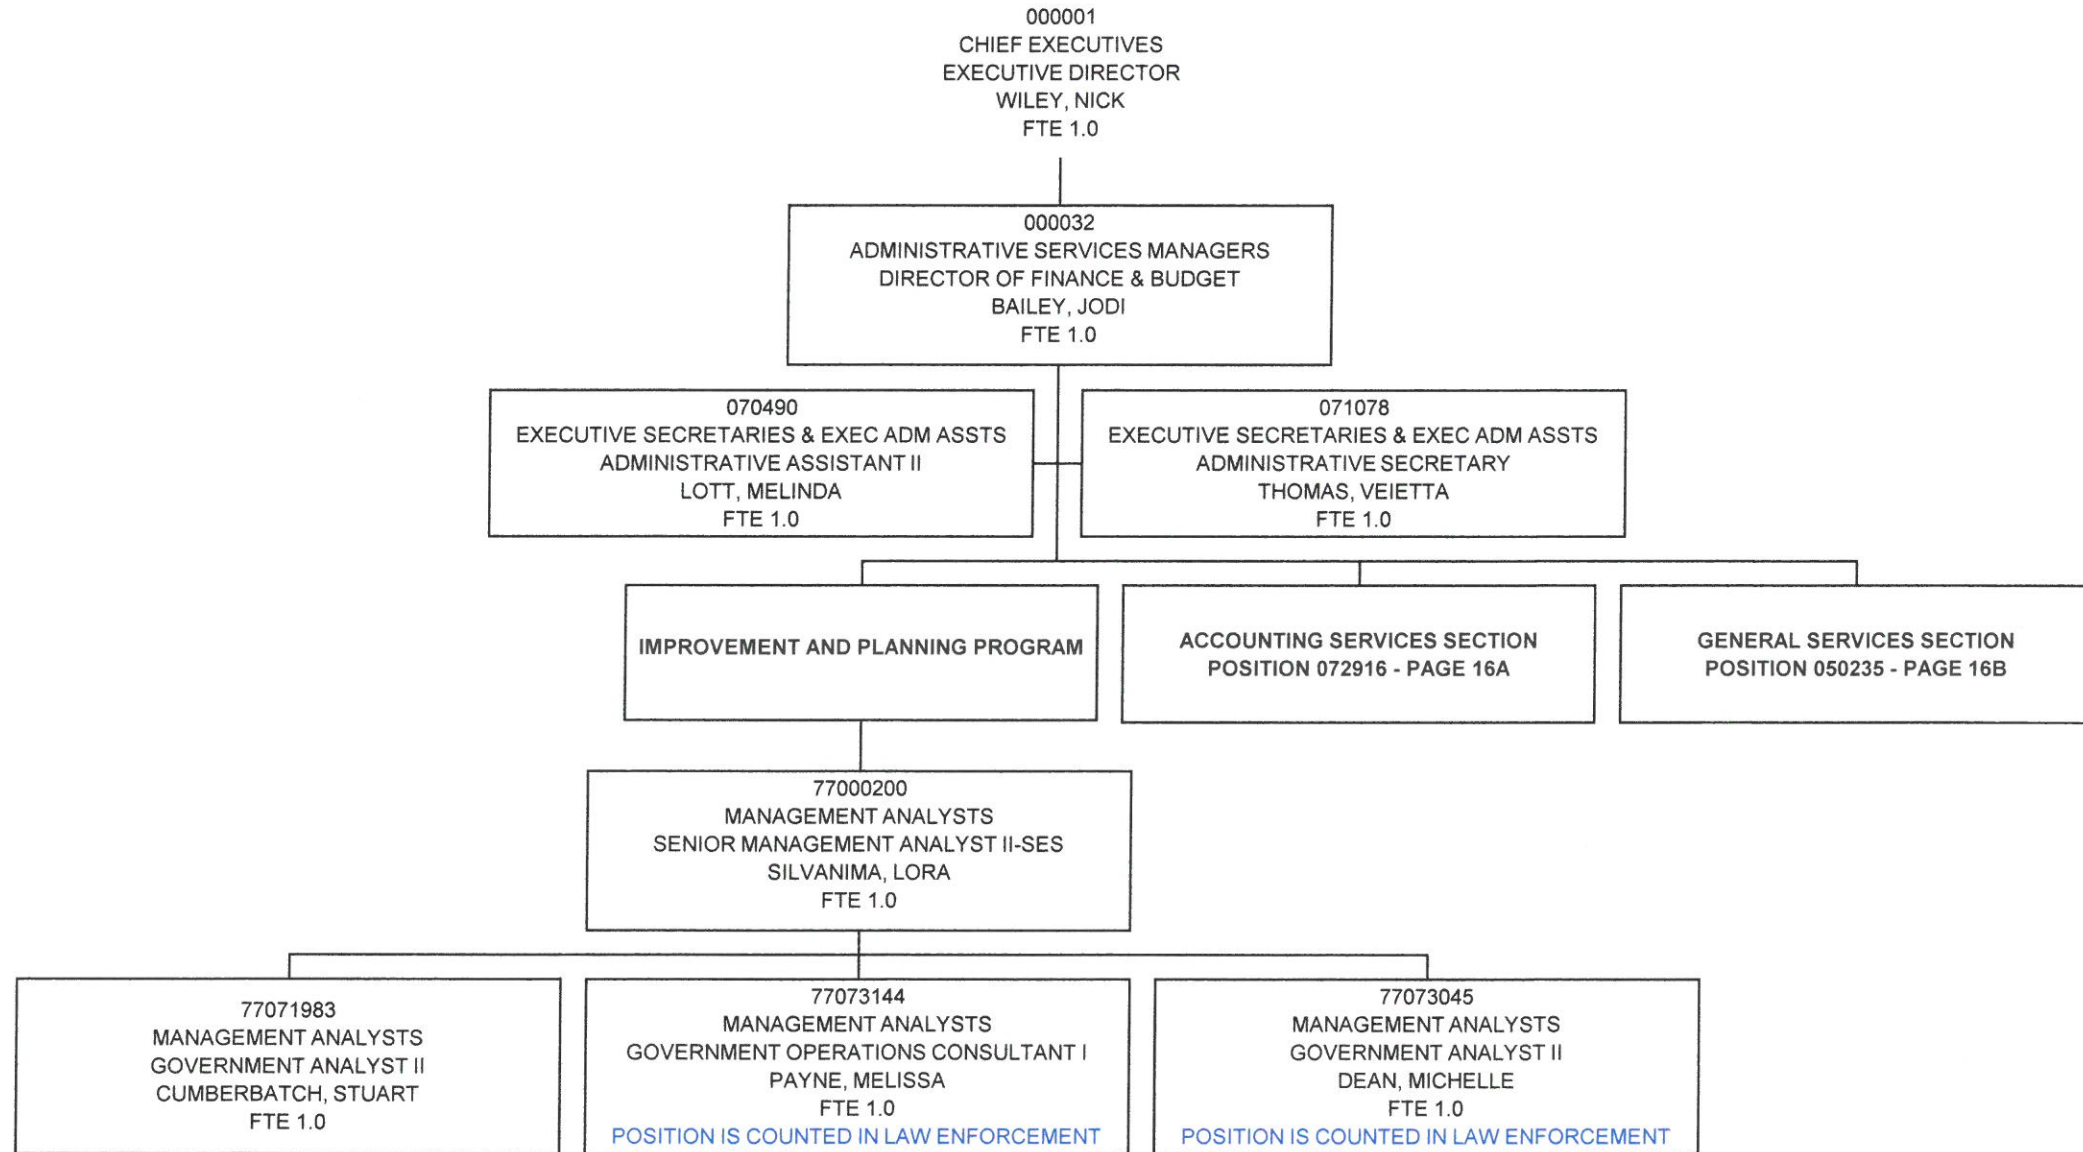 000001
CHIEF EXECUTIVES
EXECUTIVE DIRECTOR
WILEY, NICK
FTE 1.0
000032
ADMINISTRATIVE SERVICES MANAGERS
DIRECTOR OF FINANCE & BUDGET
BAILEY, JODI
FTE 1.0
070490
EXECUTIVE SECRETARIES & EXEC ADM ASSTS
ADMINISTRATIVE ASSISTANT II
LOTT, MELINDA
FTE 1.0
071078
EXECUTIVE SECRETARIES & EXEC ADM ASSTS
ADMINISTRATIVE SECRETARY
THOMAS, VEIETTA
FTE 1.0
IMPROVEMENT AND PLANNING PROGRAM
ACCOUNTING SERVICES SECTION
POSITION 072916 - PAGE 16A
GENERAL SERVICES SECTION
POSITION 050235 - PAGE 16B
77000200
MANAGEMENT ANALYSTS
SENIOR MANAGEMENT ANALYST II-SES
SILVANIMA, LORA
FTE 1.0
77071983
MANAGEMENT ANALYSTS
GOVERNMENT ANALYST II
CUMBERBATCH, STUART
FTE 1.0
77073144
MANAGEMENT ANALYSTS
GOVERNMENT OPERATIONS CONSULTANT I
PAYNE, MELISSA
FTE 1.0
POSITION IS COUNTED IN LAW ENFORCEMENT
77073045
MANAGEMENT ANALYSTS
GOVERNMENT ANALYST II
DEAN, MICHELLE
FTE 1.0
POSITION IS COUNTED IN LAW ENFORCEMENT